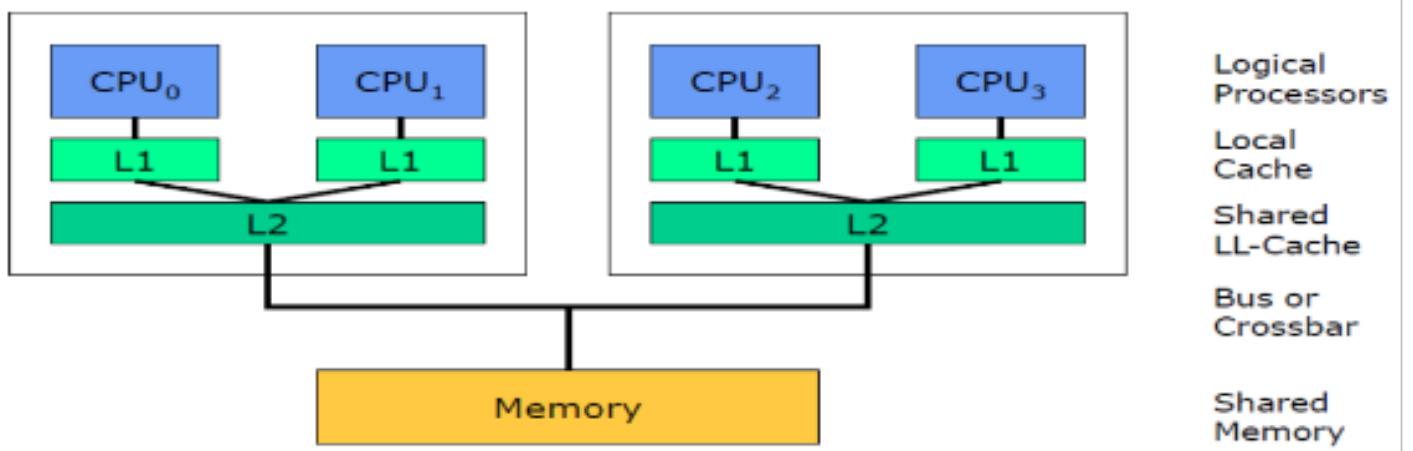 CPU₀ CPU₁ CPU₂ CPU₃ Logical
Processors
L1 L1 L1 L1 Local
Cache
L2 L2 Shared
LL-Cache
Bus or
Crossbar
Memory Shared
Memory